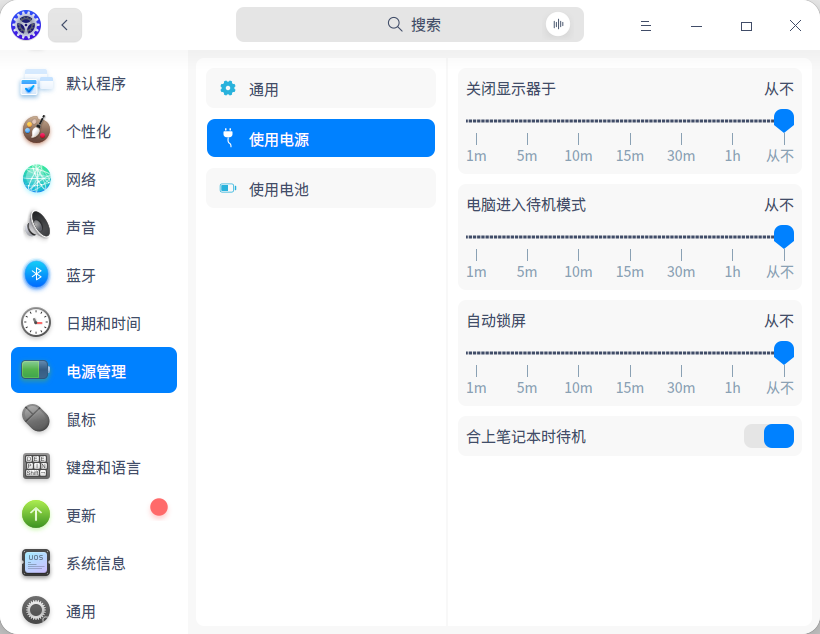 搜索
默认程序
个性化
网络
声音
蓝牙
日期和时间
电源管理
鼠标
键盘和语言
更新
系统信息
通用
通用
使用电源
使用电池
关闭显示器于 从不
1m 5m 10m 15m 30m 1h 从不
电脑进入待机模式 从不
1m 5m 10m 15m 30m 1h 从不
自动锁屏 从不
1m 5m 10m 15m 30m 1h 从不
合上笔记本时待机